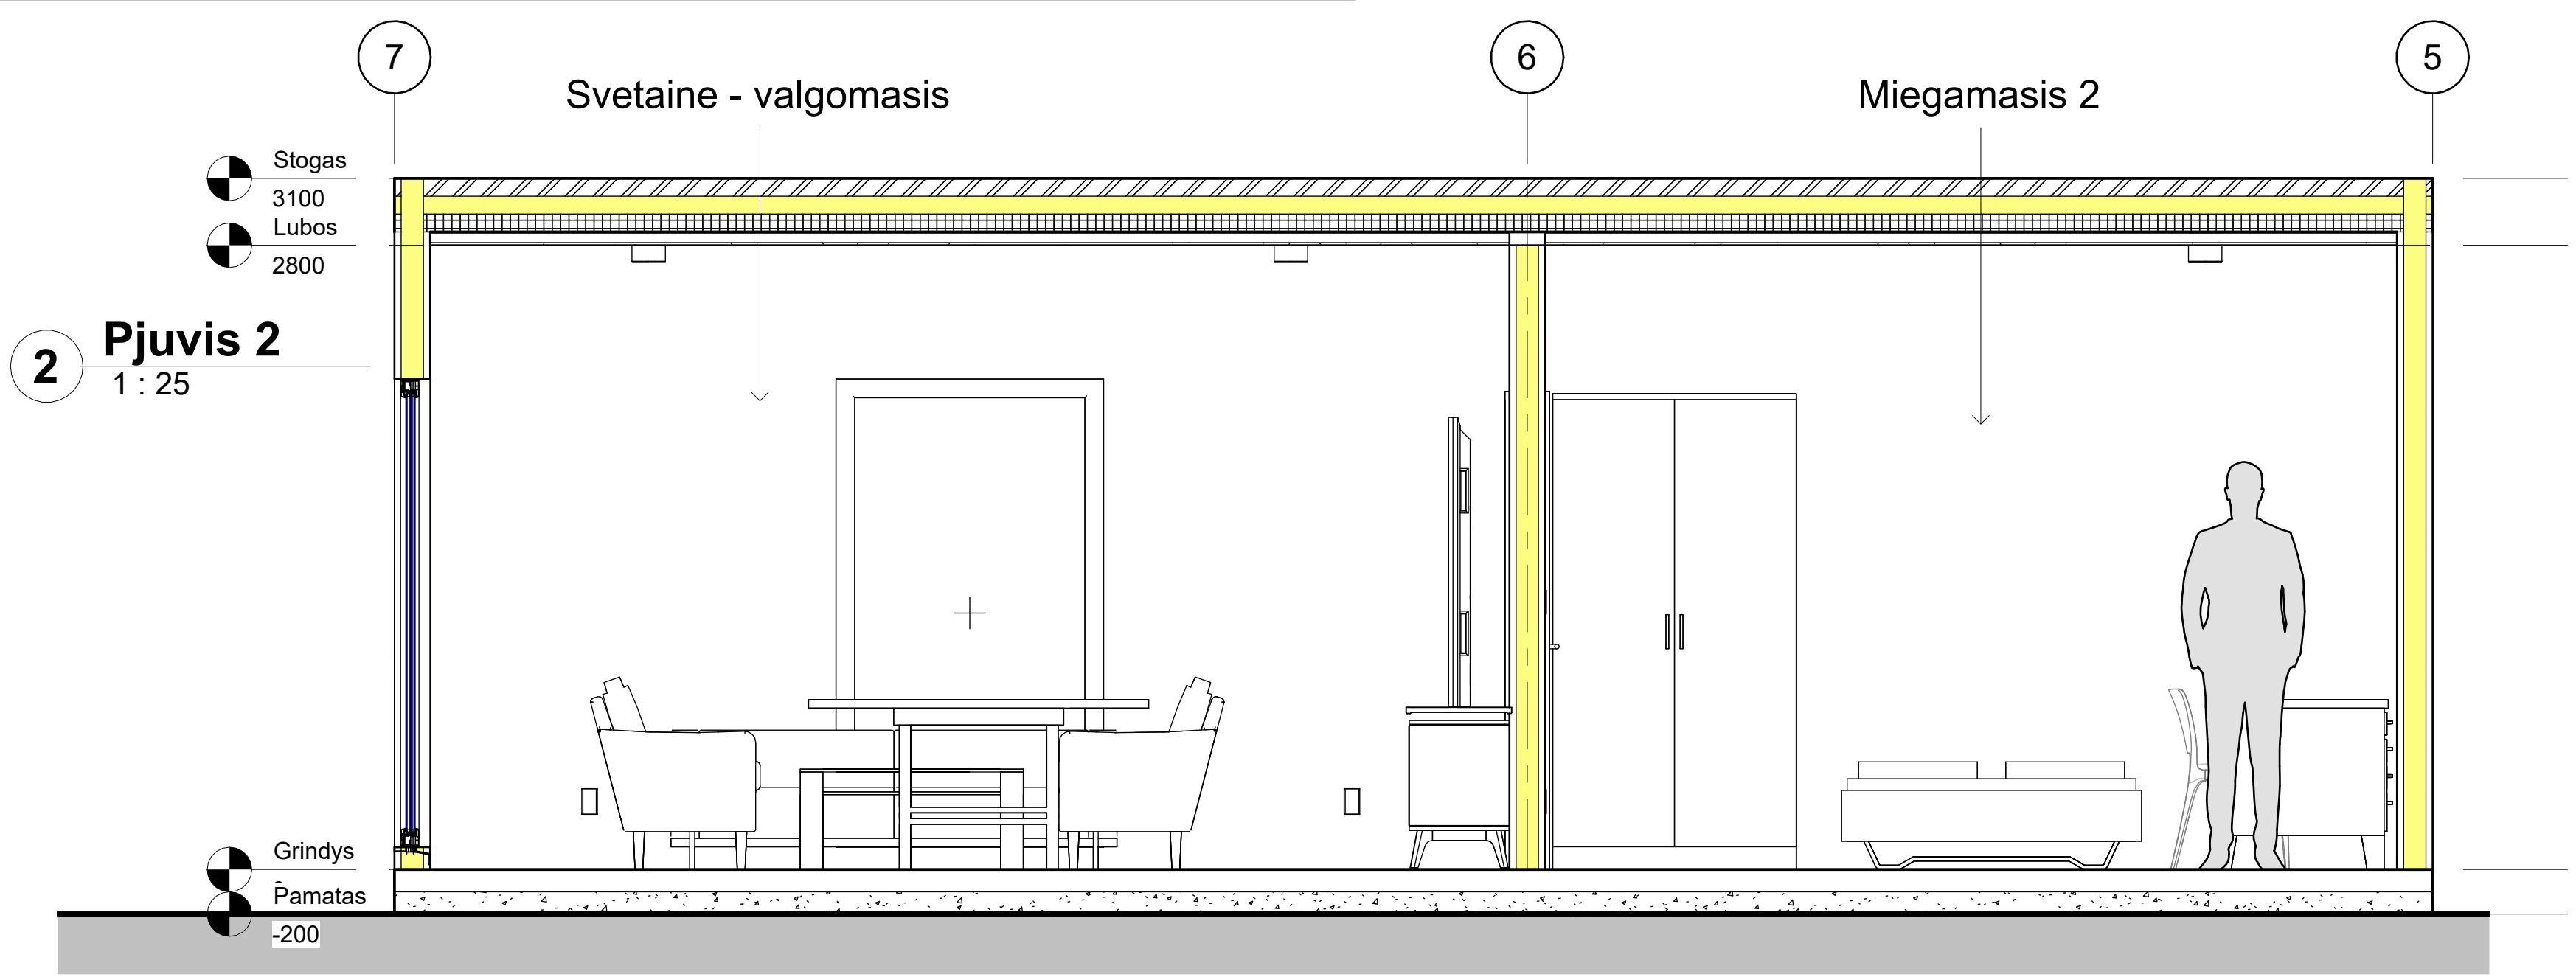 7
6
5
Svetaine - valgomasis
Miegamasis 2
Stogas
3100
Lubos
2800
2
Pjuvis 2
1 : 25
Grindys
Pamatas
-200